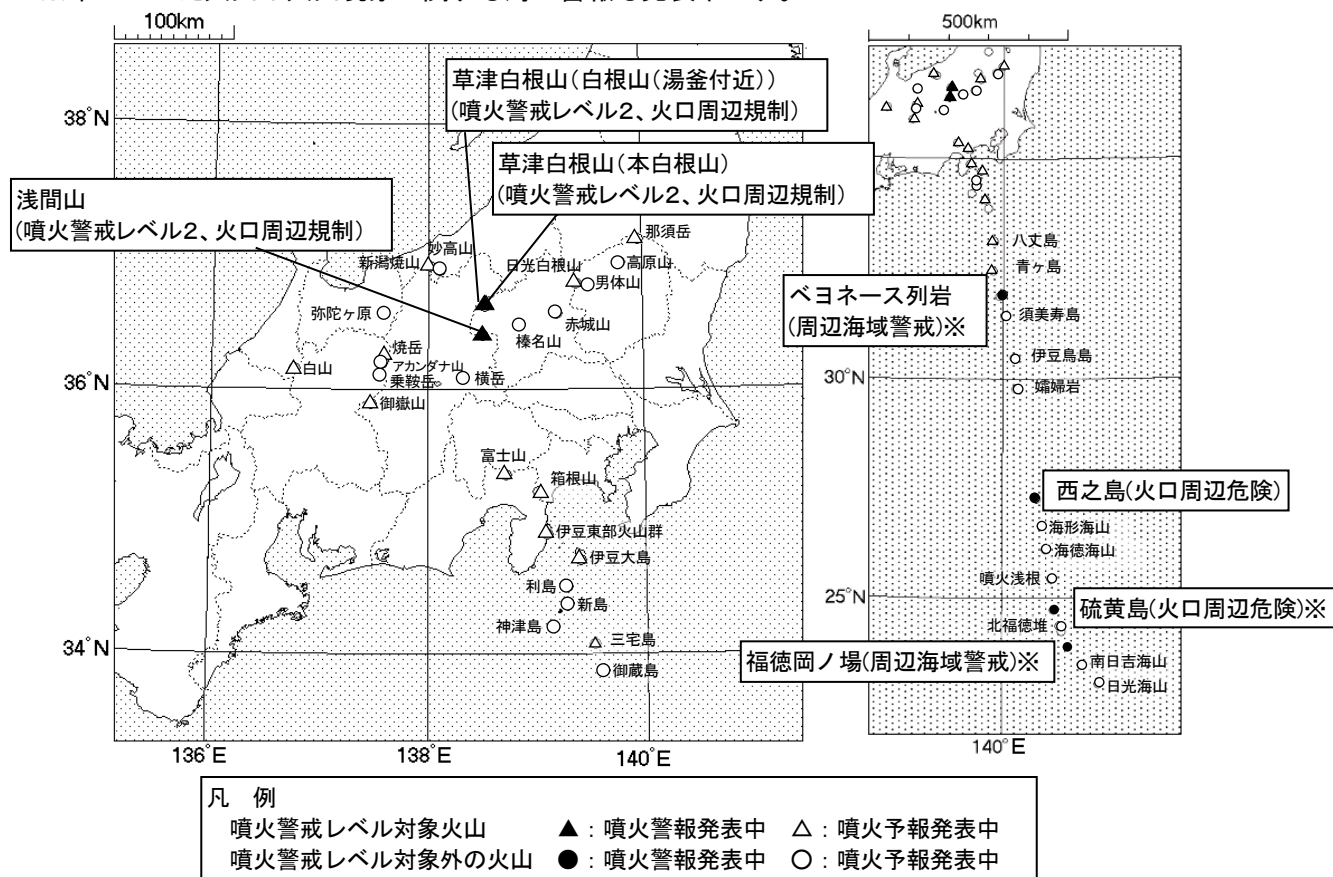 100km
500km
草津白根山(白根山(湯釜付近))
(噴火警戒レベル2、火口周辺規制)
草津白根山(本白根山)
(噴火警戒レベル2、火口周辺規制)
浅間山
(噴火警戒レベル2、火口周辺規制)
38°N
36°N
34°N
136°E
138°E
140°E
那須岳
妙高山
新潟焼山
日光白根山
高原山
男体山
弥陀ヶ原
赤城山
榛名山
焼岳
アカンダナ山
白山
乗鞍岳
横岳
御嶽山
富士山
箱根山
伊豆東部火山群
伊豆大島
利島
新島
神津島
三宅島
御蔵島
八丈島
青ヶ島
ベヨネース列岩
(周辺海域警戒)※
須美寿島
伊豆鳥島
30°N
孀婦岩
西之島(火口周辺危険)
海形海山
海徳海山
噴火浅根
25°N
硫黄島(火口周辺危険)※
北福徳堆
福徳岡ノ場(周辺海域警戒)※
南日吉海山
日光海山
140°E
凡 例
噴火警戒レベル対象火山 ▲:噴火警報発表中 △:噴火予報発表中
噴火警戒レベル対象外の火山 ●:噴火警報発表中 ○:噴火予報発表中